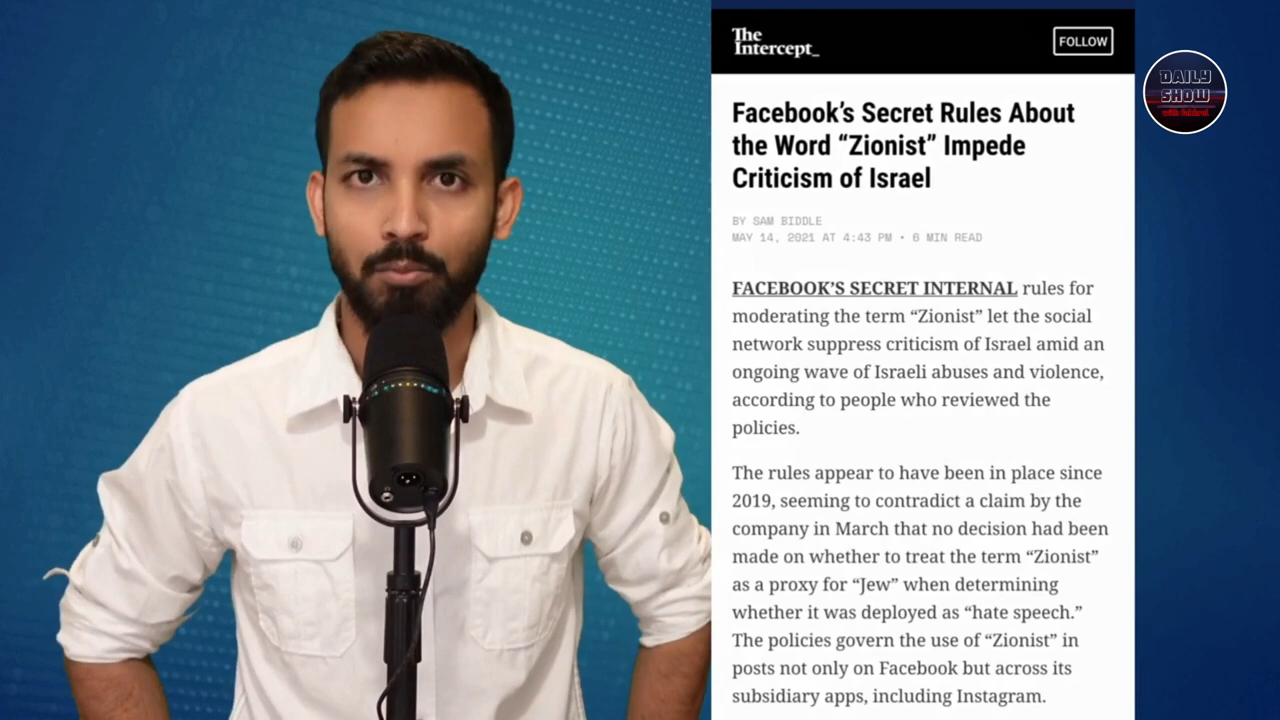 The
Intercept_
FOLLOW
DAILY
SHOW
Facebook’s Secret Rules About
the Word “Zionist” Impede
Criticism of Israel
BY SAM BIDDLE
MAY 14, 2021 AT 4:43 PM • 6 MIN READ
FACEBOOK’S SECRET INTERNAL rules for
moderating the term “Zionist” let the social
network suppress criticism of Israel amid an
ongoing wave of Israeli abuses and violence,
according to people who reviewed the
policies.
The rules appear to have been in place since
2019, seeming to contradict a claim by the
company in March that no decision had been
made on whether to treat the term “Zionist”
as a proxy for “Jew” when determining
whether it was deployed as “hate speech.”
The policies govern the use of “Zionist” in
posts not only on Facebook but across its
subsidiary apps, including Instagram.